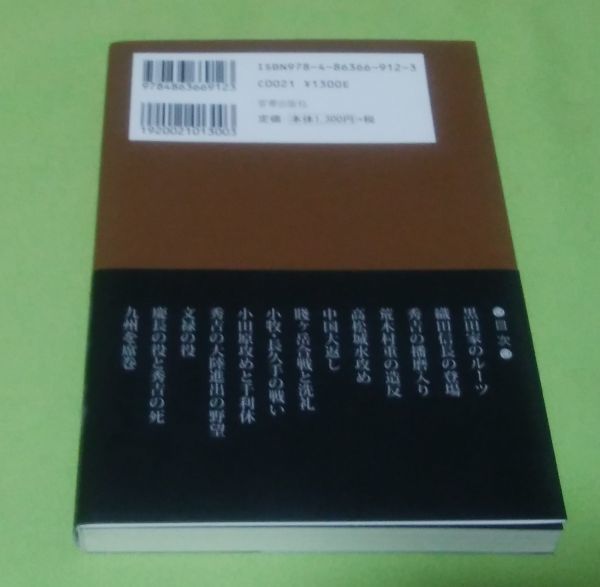 ISBN978-4-86366-912-3
C0021 ¥1300E
定価 本体1,300円+税
9784863669123
1920021013003
目次
黒田家のルーツ
織田信長の登場
秀吉の播磨入り
荒木村重の造反
高松城水攻め
中国大返し
賤ヶ岳合戦と洗礼
小牧・長久手の戦い
小田原攻めと千利休
秀吉の大陸進出の野望
文禄の役
慶長の役と秀吉の死
九州を席巻